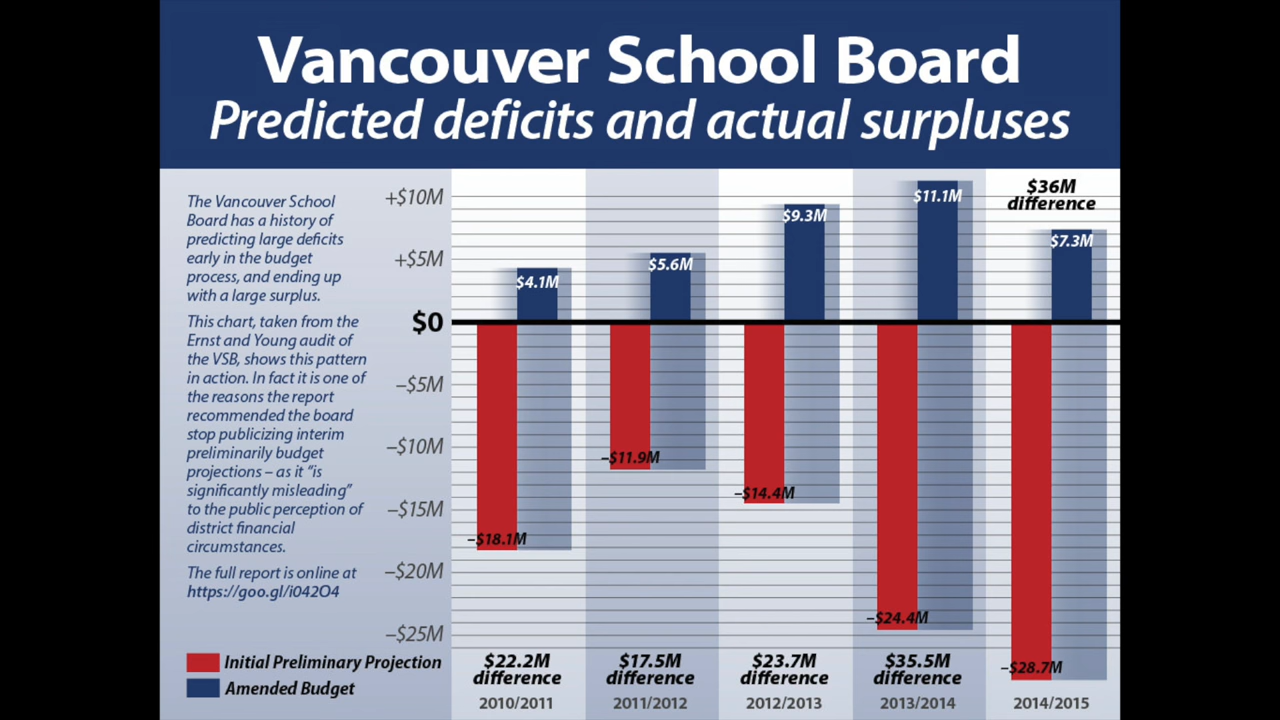 Vancouver School Board
Predicted deficits and actual surpluses
The Vancouver School
Board has a history of
predicting large deficits
early in the budget
process, and ending up
with a large surplus.
This chart, taken from the
Ernst and Young audit of
the VSB, shows this pattern
in action. In fact it is one of
the reasons the report
recommended the board
stop publicizing interim
preliminarily budget
projections – as it “is
significantly misleading”
to the public perception of
district financial
circumstances.
The full report is online at
https://goo.gl/i042O4
Initial Preliminary Projection
Amended Budget
+$10M
+$5M
$0
–$5M
–$10M
–$15M
–$20M
–$25M
$4.1M
–$18.1M
$22.2M
difference
2010/2011
$5.6M
–$11.9M
$17.5M
difference
2011/2012
$9.3M
–$14.4M
$23.7M
difference
2012/2013
$11.1M
–$24.4M
$35.5M
difference
2013/2014
$36M
difference
$7.3M
–$28.7M
2014/2015